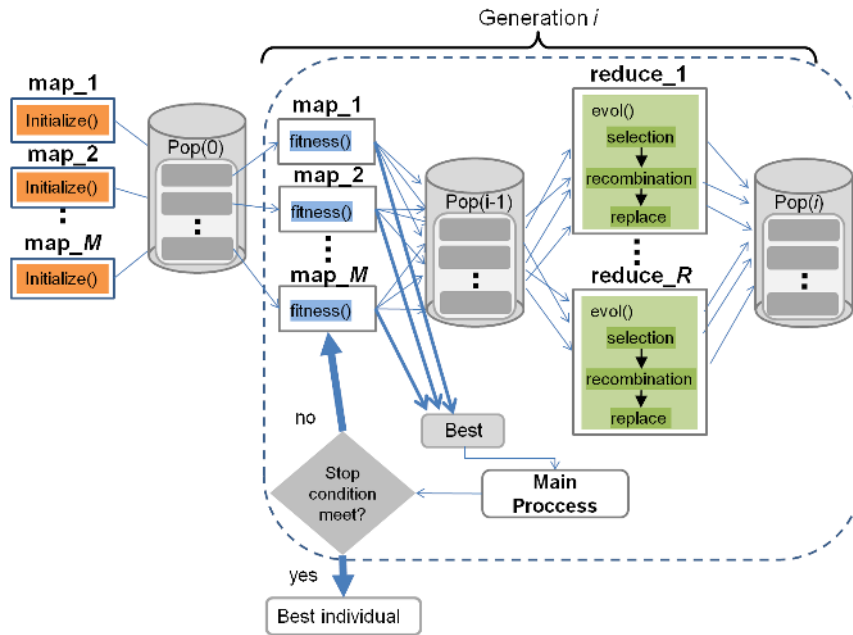 Generation i
map_1
Initialize()
map_2
Initialize()
map_M
Initialize()
Pop(0)
map_1
fitness()
map_2
fitness()
map_M
fitness()
Pop(i-1)
reduce_1
evol()
selection
recombination
replace
reduce_R
evol()
selection
recombination
replace
Pop(i)
Best
Main
Proccess
Stop
condition
meet?
no
yes
Best individual